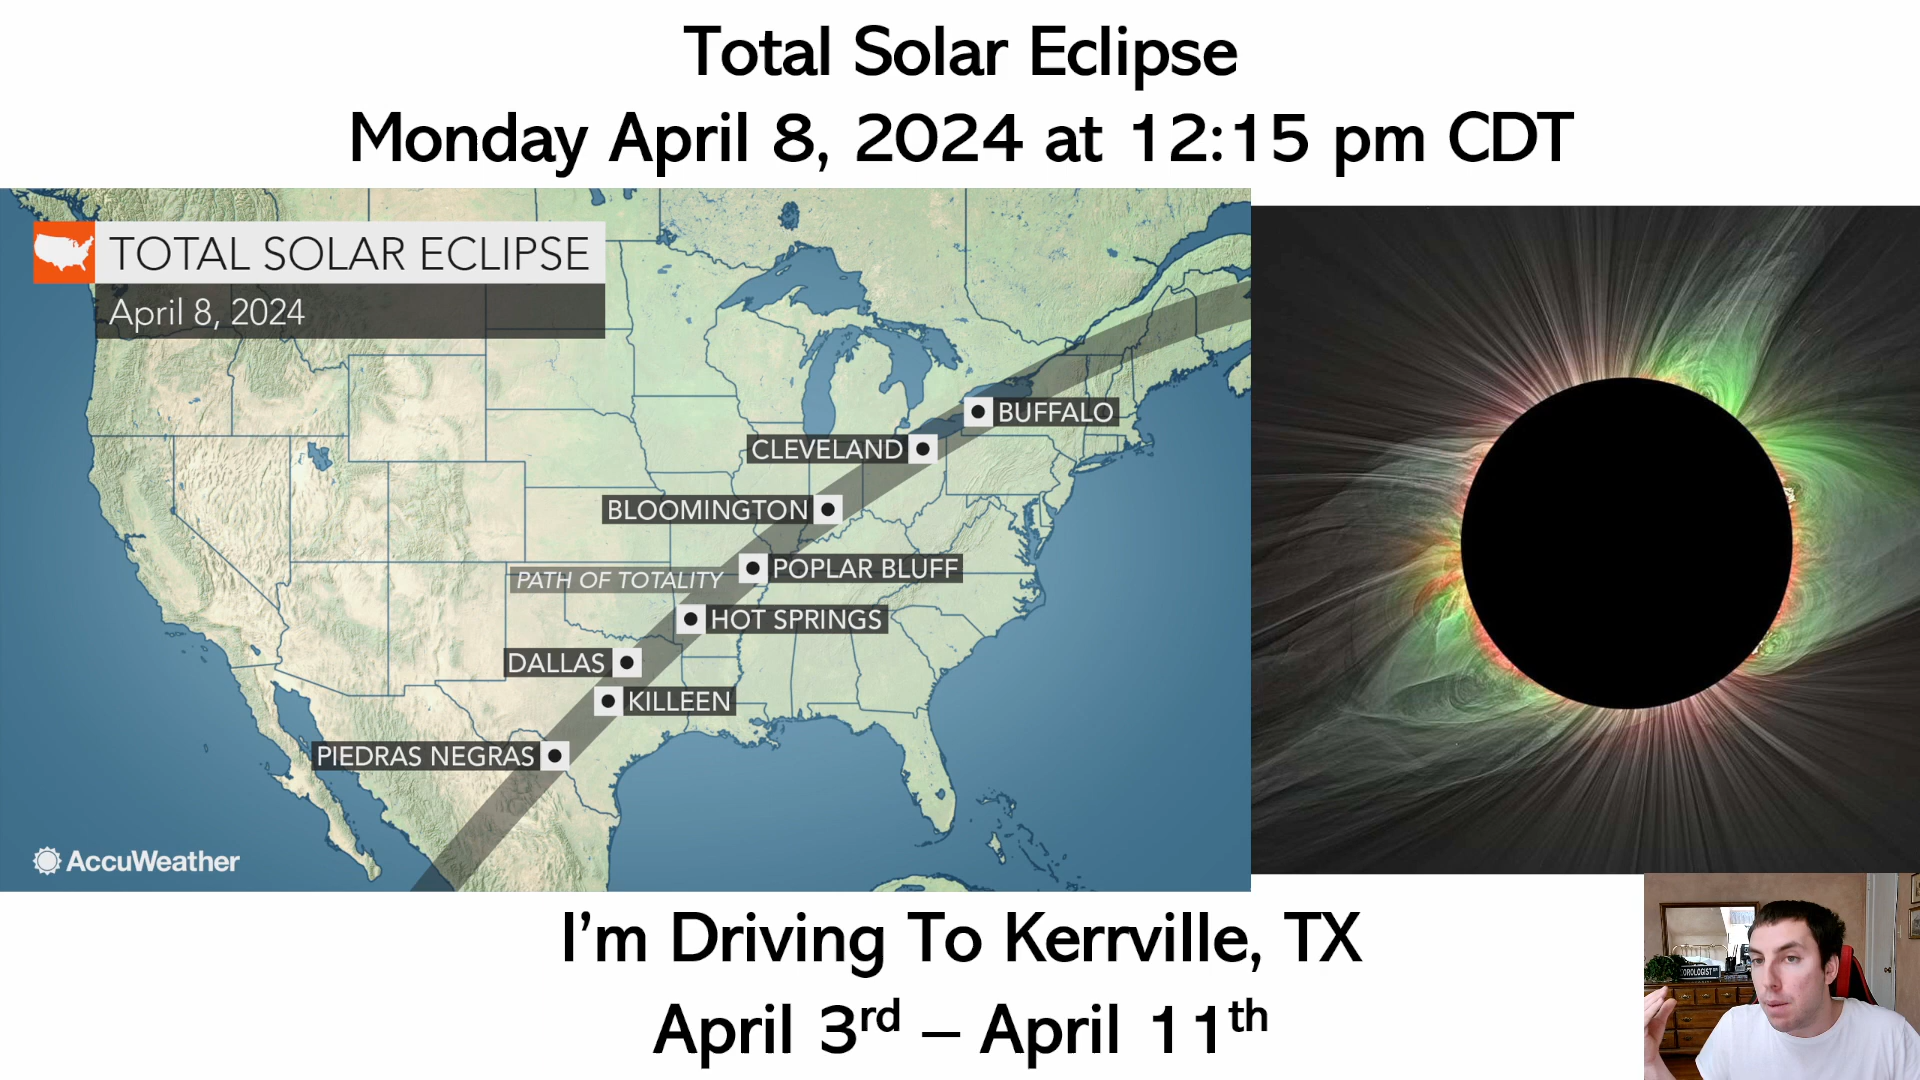 Total Solar Eclipse
Monday April 8, 2024 at 12:15 pm CDT
TOTAL SOLAR ECLIPSE
April 8, 2024
BUFFALO
CLEVELAND
BLOOMINGTON
POPLAR BLUFF
PATH OF TOTALITY
HOT SPRINGS
DALLAS
KILLEEN
PIEDRAS NEGRAS
AccuWeather
I'm Driving To Kerrville, TX
April 3rd – April 11th